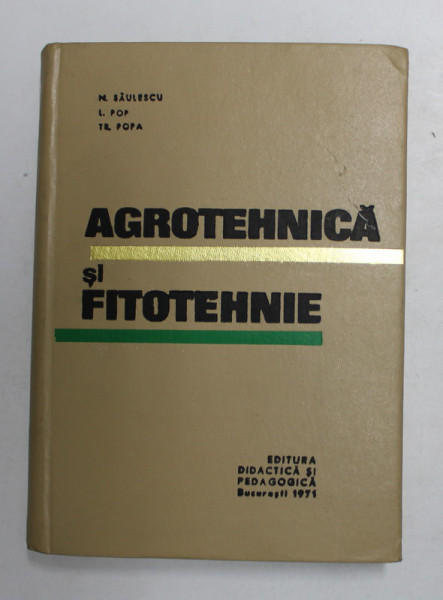 N. SĂULESCU
L. POP
TR. POPA
AGROTEHNICĂ
și
FITOTEHNIE
EDITURA
DIDACTICĂ ȘI
PEDAGOGICĂ
București 1971